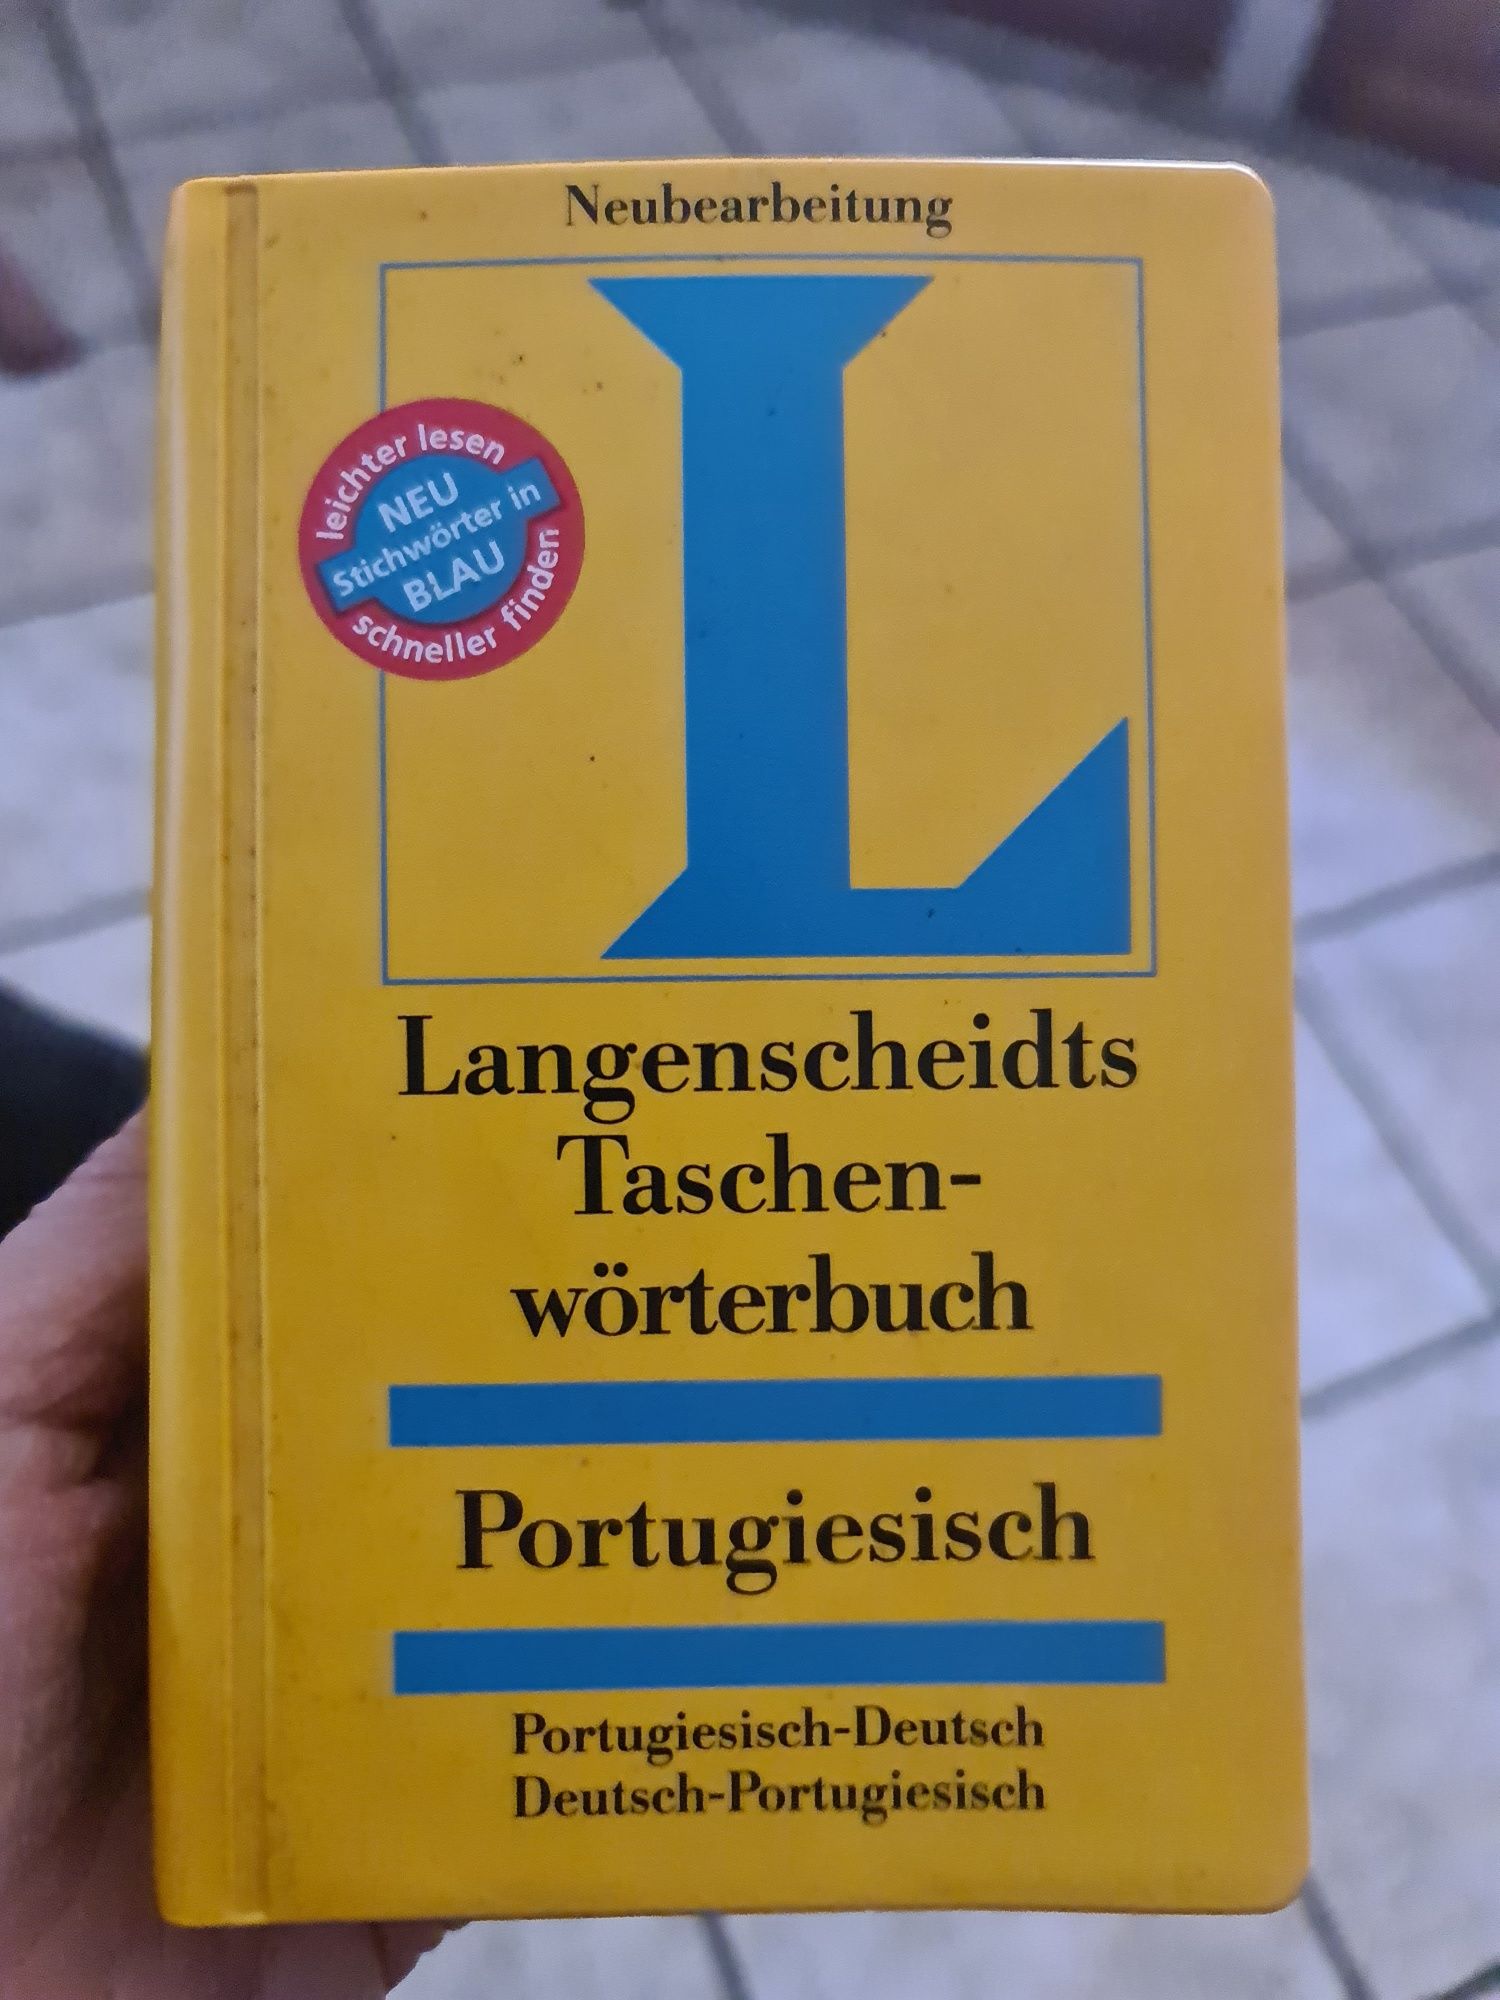 Neubearbeitung
L
leichter lesen
NEU
Stichwörter in
BLAU
schneller finden
Langenscheidts
Taschen-
wörterbuch
Portugiesisch
Portugiesisch-Deutsch
Deutsch-Portugiesisch